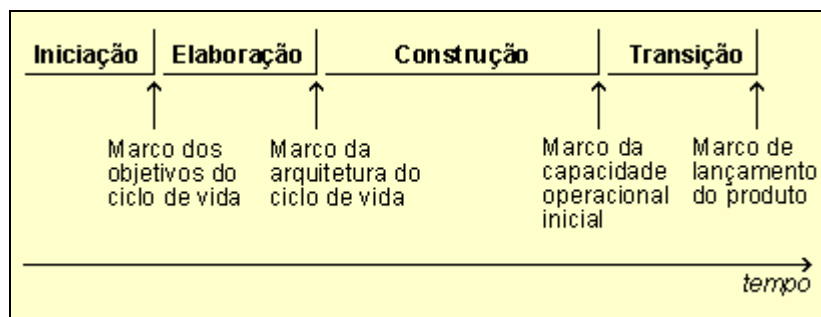 Iniciação Elaboração Construção Transição
Marco dos
objetivos do
ciclo de vida
Marco da
arquitetura do
ciclo de vida
Marco da
capacidade
operacional
inicial
Marco de
lançamento
do produto
tempo